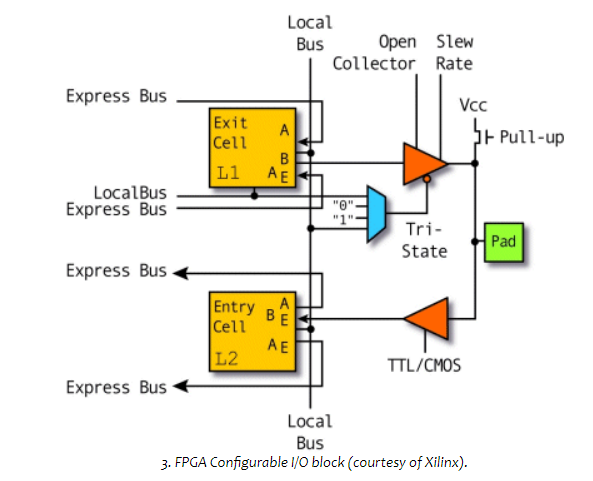 Local
Bus
Open
Collector
Slew
Rate
Express Bus
Vcc
Pull-up
Exit
Cell
A
B
A E
L1
LocalBus
Express Bus
"0"
"1"
Tri-
State
Pad
Express Bus
Entry
Cell
A
B E
A E
L2
TTL/CMOS
Express Bus
Local
Bus
3. FPGA Configurable I/O block (courtesy of Xilinx).